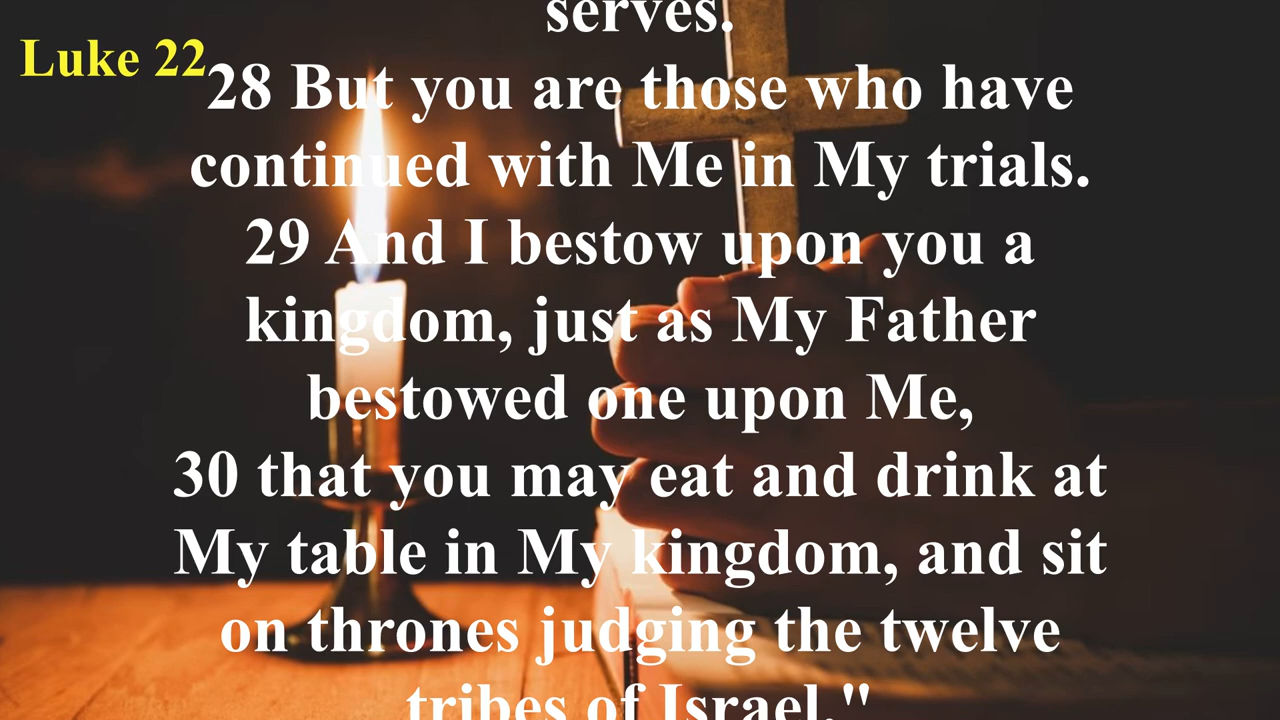 serves.
Luke 22
28 But you are those who have
continued with Me in My trials.
29 And I bestow upon you a
kingdom, just as My Father
bestowed one upon Me,
30 that you may eat and drink at
My table in My kingdom, and sit
on thrones judging the twelve
tribes of Israel."